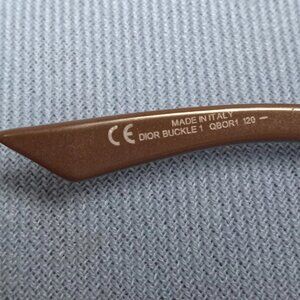 MADE IN ITALY
CE DIOR BUCKLE 1 QBOR1 120